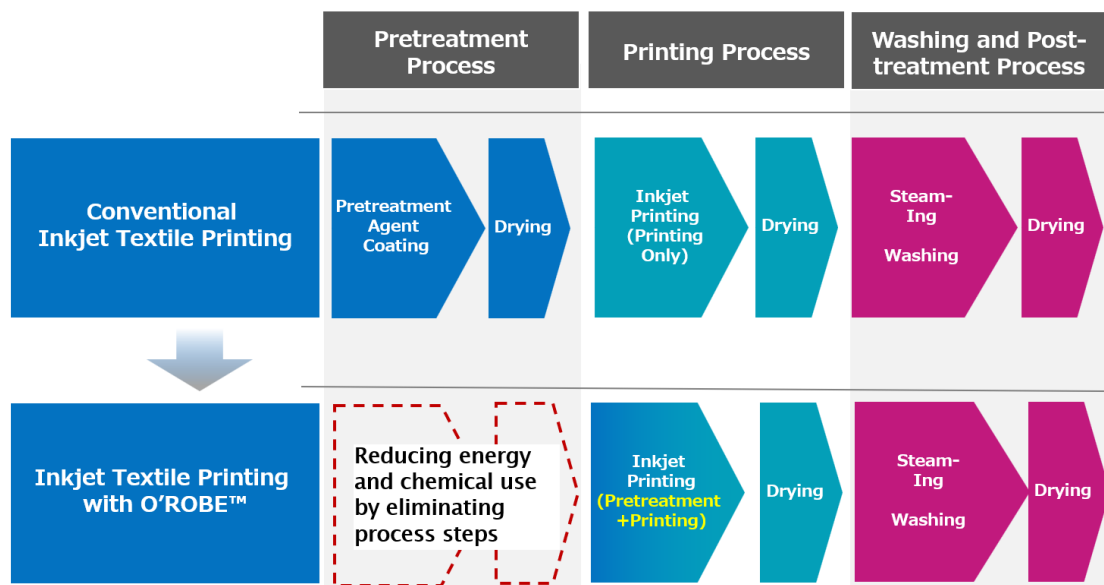 Pretreatment
Process
Printing Process
Washing and Post-
treatment Process
Conventional
Inkjet Textile Printing
Pretreatment
Agent
Coating
Drying
Inkjet
Printing
(Printing
Only)
Drying
Steam-
Ing
Washing
Drying
Inkjet Textile Printing
with O’ROBE™
Reducing energy
and chemical use
by eliminating
process steps
Inkjet
Printing
(Pretreatment
+Printing)
Drying
Steam-
Ing
Washing
Drying